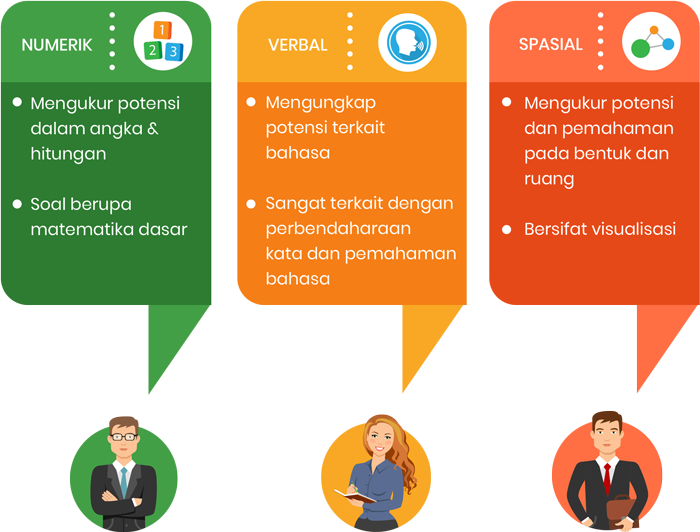 NUMERIK
1
2 3
Mengukur potensi
dalam angka &
hitungan
Soal berupa
matematika dasar
VERBAL
Mengungkap
potensi terkait
bahasa
Sangat terkait dengan
perbendaharaan
kata dan pemahaman
bahasa
SPASIAL
Mengukur potensi
dan pemahaman
pada bentuk dan
ruang
Bersifat visualisasi